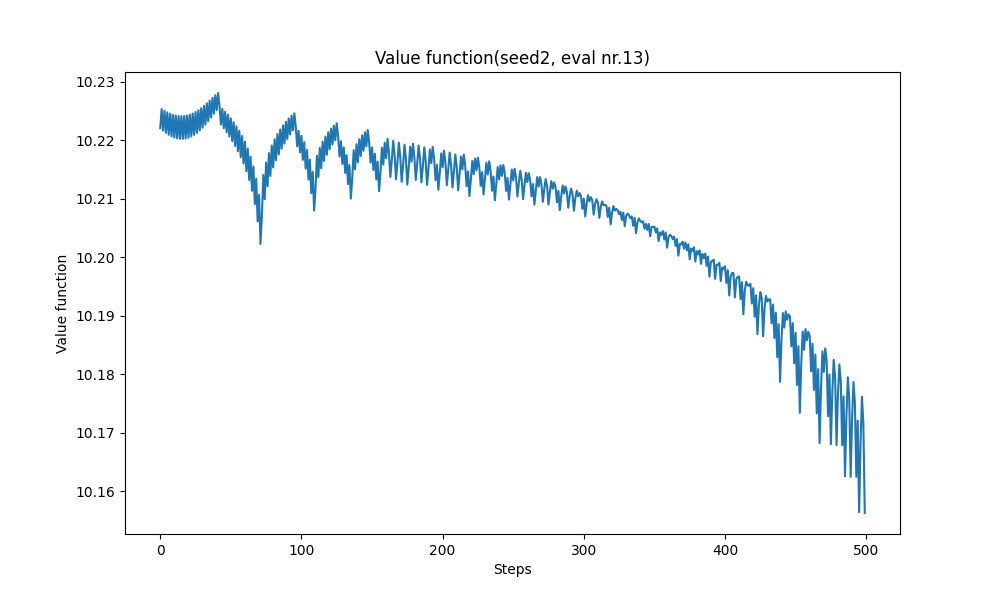 Value function(seed2, eval nr.13)
10.23
10.22
10.21
10.20
10.19
10.18
10.17
10.16
Value function
0 100 200 300 400 500
Steps